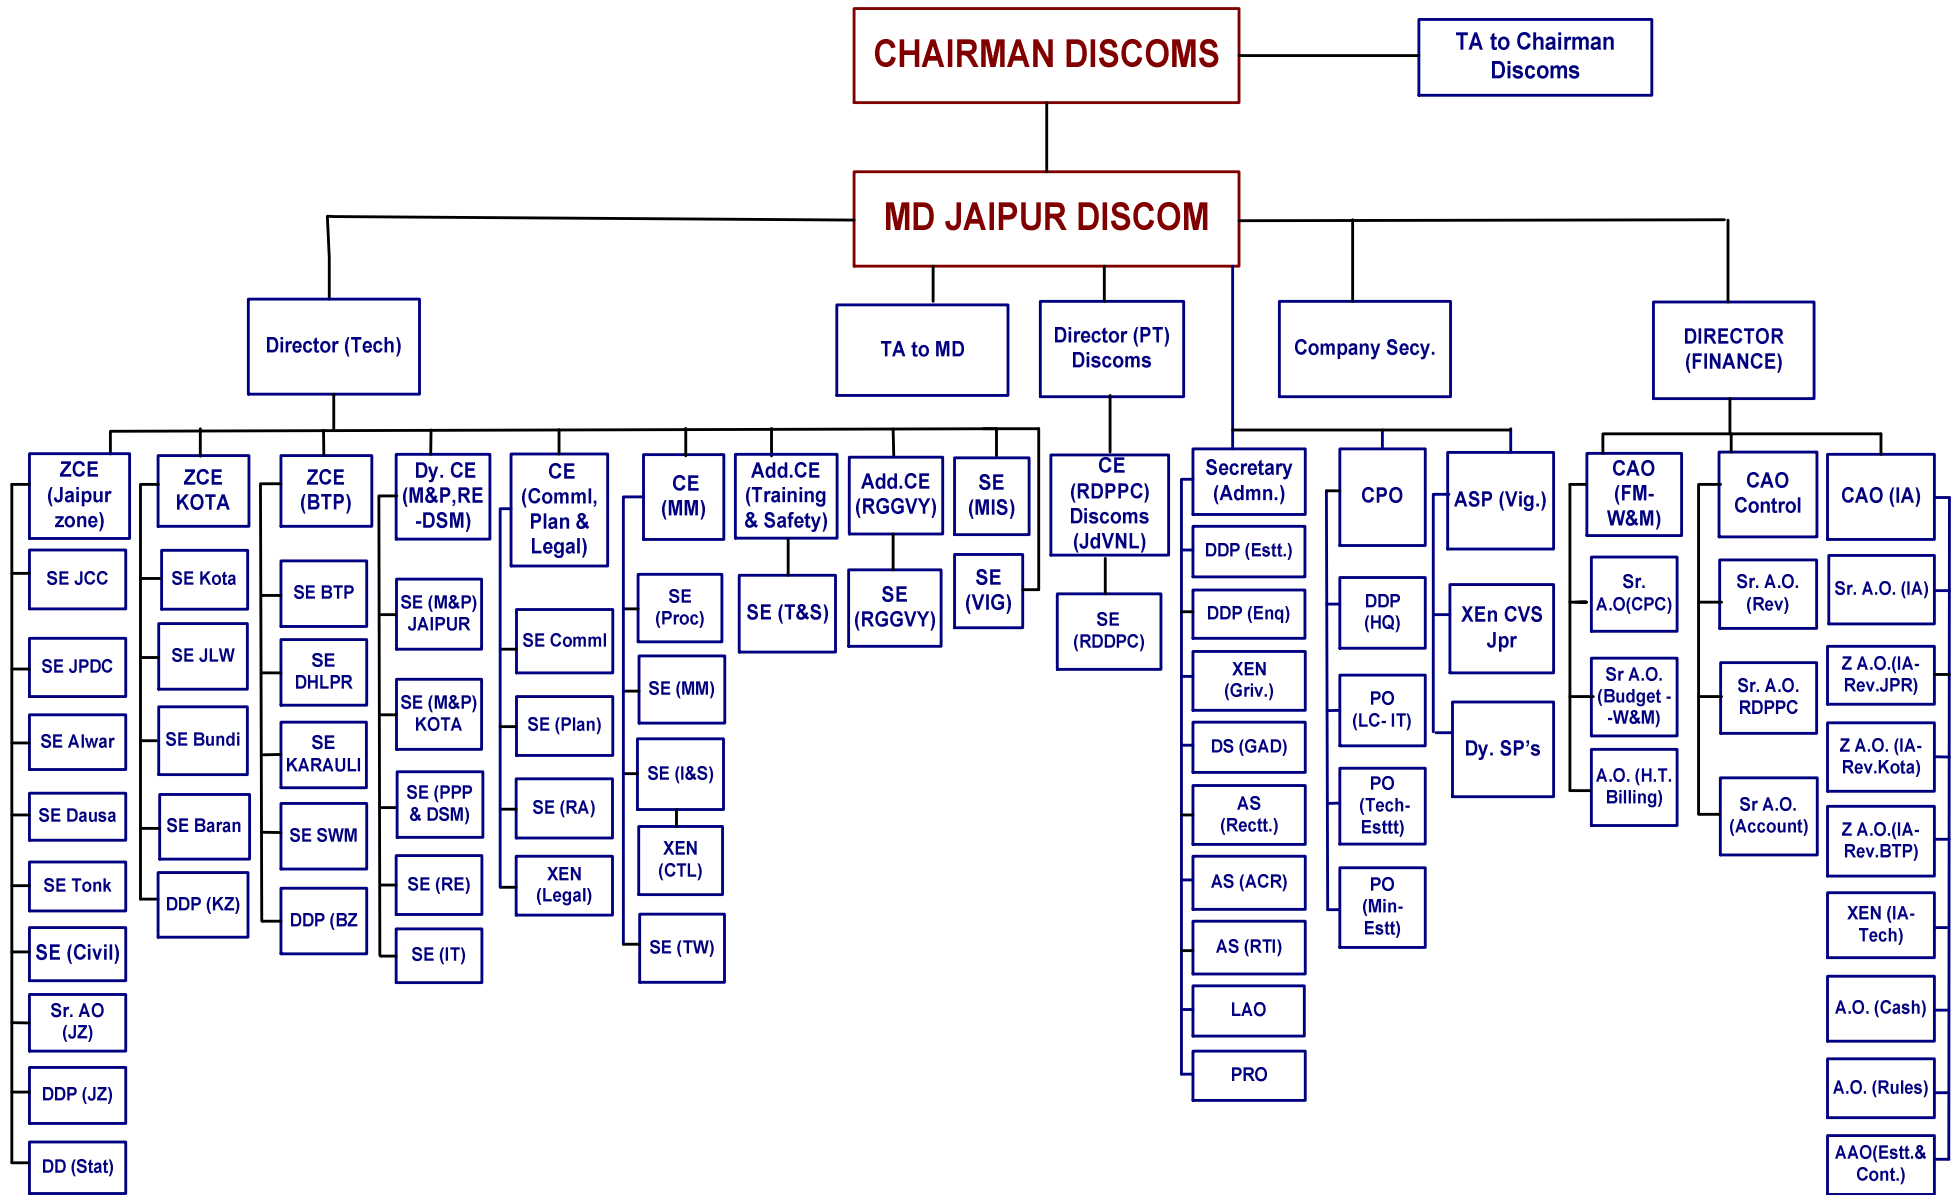 CHAIRMAN DISCOMS
TA to Chairman
Discoms
MD JAIPUR DISCOM
Director (Tech)
TA to MD
Director (PT)
Discoms
Company Secy.
DIRECTOR
(FINANCE)
ZCE
(Jaipur
zone)
SE JCC
SE JPDC
SE Alwar
SE Dausa
SE Tonk
SE (Civil)
Sr. AO
(JZ)
DDP (JZ)
DD (Stat)
ZCE
KOTA
SE Kota
SE JLW
SE Bundi
SE Baran
DDP (KZ)
ZCE
(BTP)
SE BTP
SE
DHLPR
SE
KARAULI
SE SWM
DDP (BZ
Dy. CE
(M&P,RE
-DSM)
SE (M&P)
JAIPUR
SE (M&P)
KOTA
SE (PPP
& DSM)
SE (RE)
SE (IT)
CE
(Comml,
Plan &
Legal)
SE Comml
SE (Plan)
SE (RA)
XEN
(Legal)
CE
(MM)
SE
(Proc)
SE (MM)
SE (I&S)
XEN
(CTL)
SE (TW)
Add.CE
(Training
& Safety)
SE (T&S)
Add.CE
(RGGVY)
SE
(RGGVY)
SE
(MIS)
SE
(VIG)
CE
(RDPPC)
Discoms
(JdVNL)
SE
(RDDPC)
Secretary
(Admn.)
DDP (Estt.)
DDP (Enq)
XEN
(Griv.)
DS (GAD)
AS
(Rectt.)
AS (ACR)
AS (RTI)
LAO
PRO
CPO
DDP
(HQ)
PO
(LC- IT)
PO
(Tech-
Esttt)
PO
(Min-
Estt)
ASP (Vig.)
XEn CVS
Jpr
Dy. SP's
CAO
(FM-
W&M)
Sr.
A.O(CPC)
Sr A.O.
(Budget -
-W&M)
A.O. (H.T.
Billing)
CAO
Control
Sr. A.O.
(Rev)
Sr. A.O.
RDPPC
Sr A.O.
(Account)
CAO (IA)
Sr. A.O. (IA)
Z A.O.(IA-
Rev.JPR)
Z A.O. (IA-
Rev.Kota)
Z A.O.(IA-
Rev.BTP)
XEN (IA-
Tech)
A.O. (Cash)
A.O. (Rules)
AAO(Estt.&
Cont.)